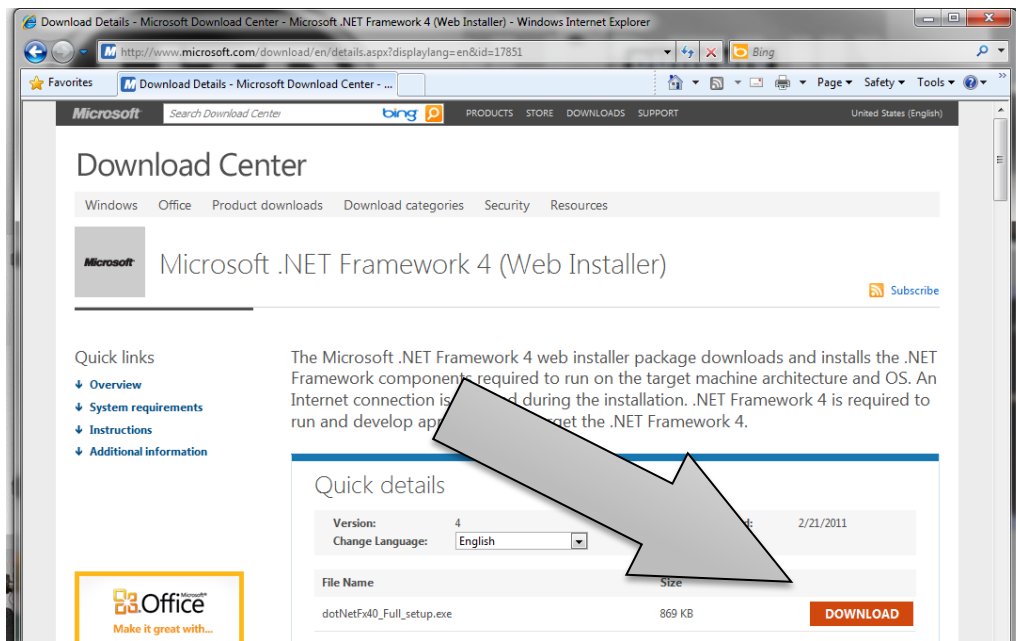 Download Details - Microsoft Download Center - Microsoft .NET Framework 4 (Web Installer) - Windows Internet Explorer
http://www.microsoft.com/download/en/details.aspx?displaylang=en&id=17851
Bing
Favorites
Download Details - Microsoft Download Center - ...
Page
Safety
Tools
Microsoft
Search Download Center
bing
PRODUCTS STORE DOWNLOADS SUPPORT
United States (English)
Download Center
Windows Office Product downloads Download categories Security Resources
Microsoft
Microsoft .NET Framework 4 (Web Installer)
Subscribe
Quick links
Overview
System requirements
Instructions
Additional information
The Microsoft .NET Framework 4 web installer package downloads and installs the .NET
Framework components required to run on the target machine architecture and OS. An
Internet connection is during the installation. .NET Framework 4 is required to
run and develop the .NET Framework 4.
Quick details
Version: 4 2/21/2011
Change Language: English
File Name Size
dotNetFx40_Full_setup.exe 869 KB DOWNLOAD
Microsoft
Office
Make it great with...